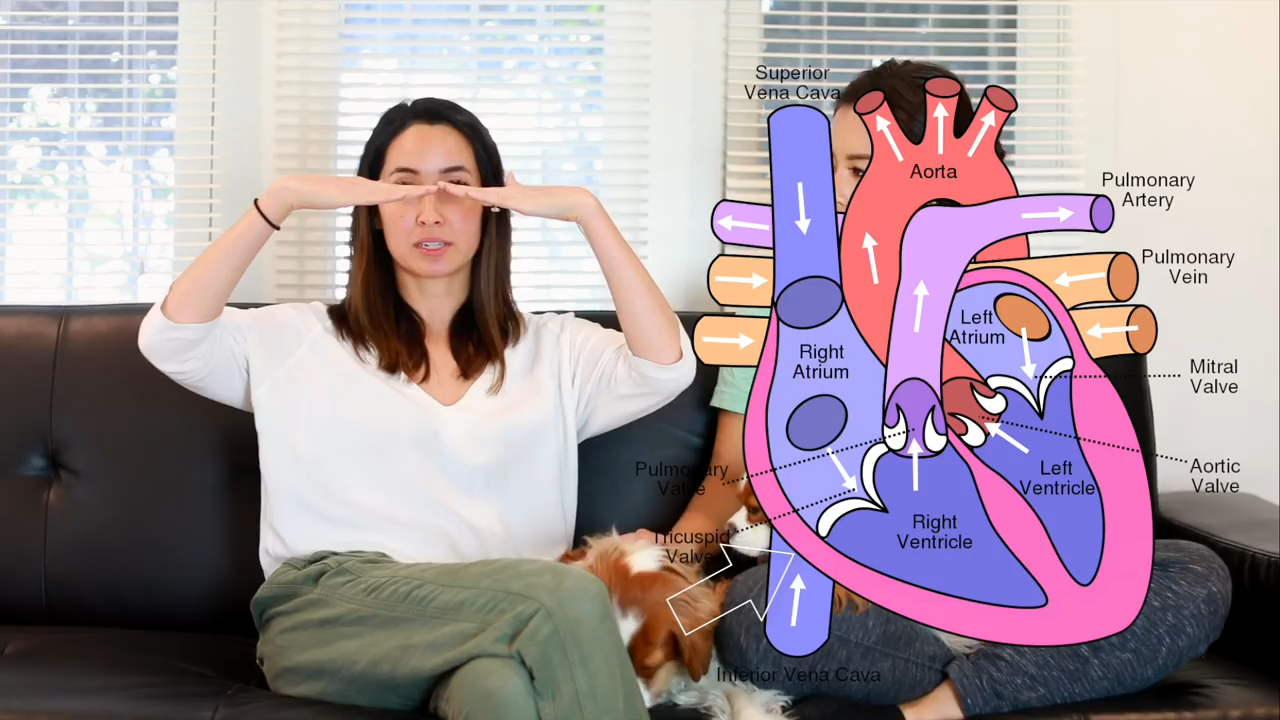 Superior
Vena Cava
Aorta
Pulmonary
Artery
Pulmonary
Vein
Left
Atrium
Right
Atrium
Mitral
Valve
Pulmonary
Valve
Left
Ventricle
Aortic
Valve
Right
Ventricle
Tricuspid
Valve
Inferior Vena Cava